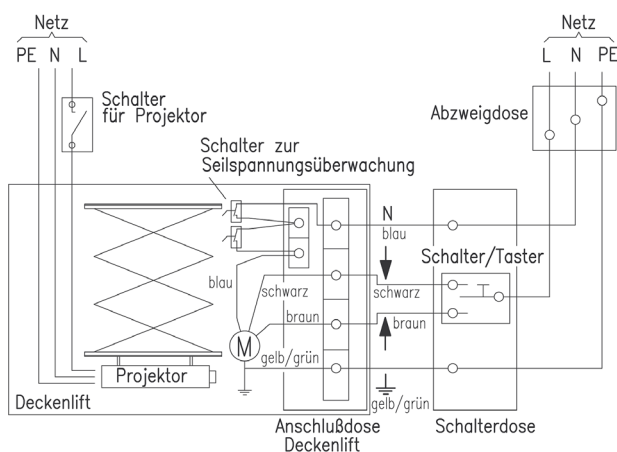 Netz
PE N L
Netz
L N PE
Schalter
für Projektor
Abzweigdose
Schalter zur
Seilspannungsüberwachung
N
blau
Schalter/Taster
blau
schwarz
schwarz
braun
braun
M
gelb/grün
Projektor
Deckenlift
gelb/grün
Anschlußdose
Deckenlift
Schalterdose